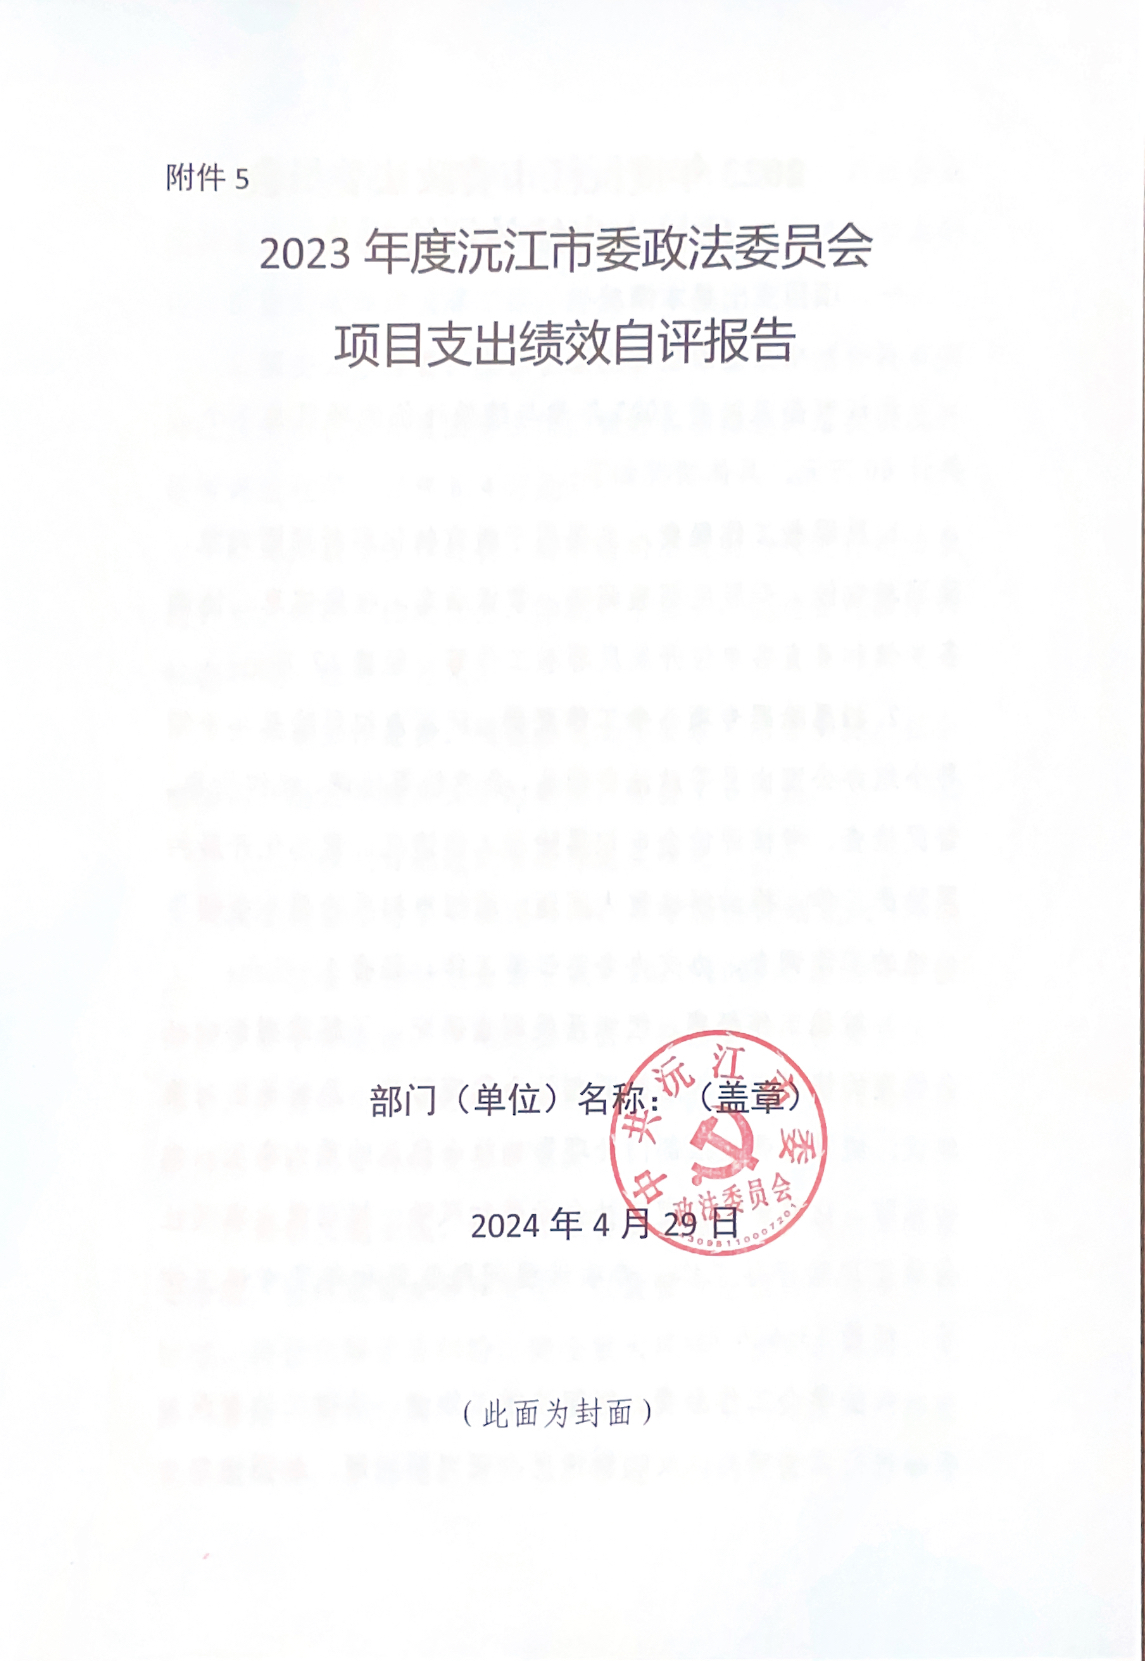 附件 5
2023 年度沅江市委政法委员会
项目支出绩效自评报告
部门（单位）名称：（盖章）
中共沅江市委
政法委员会
2024 年 4 月 29 日
（此面为封面）